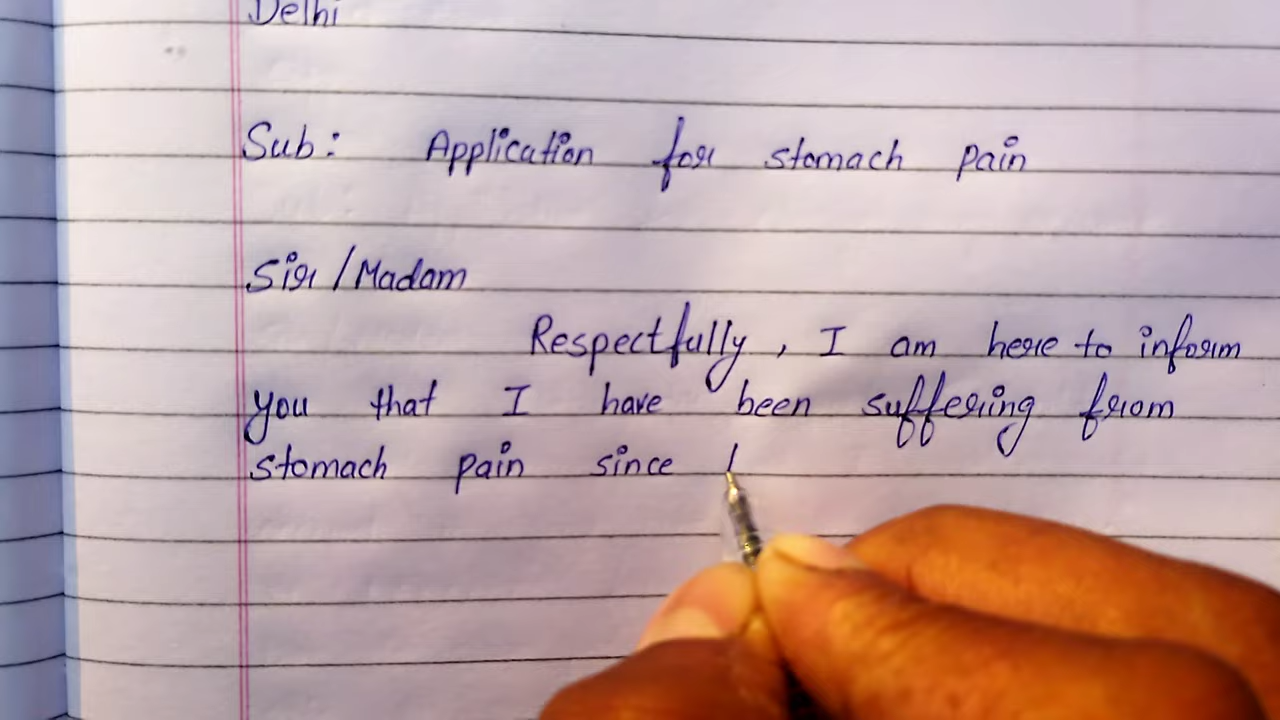 Delhi
Sub: Application for stomach pain
Sir/Madam
Respectfully, I am here to inform
you that I have been suffering from
stomach pain since